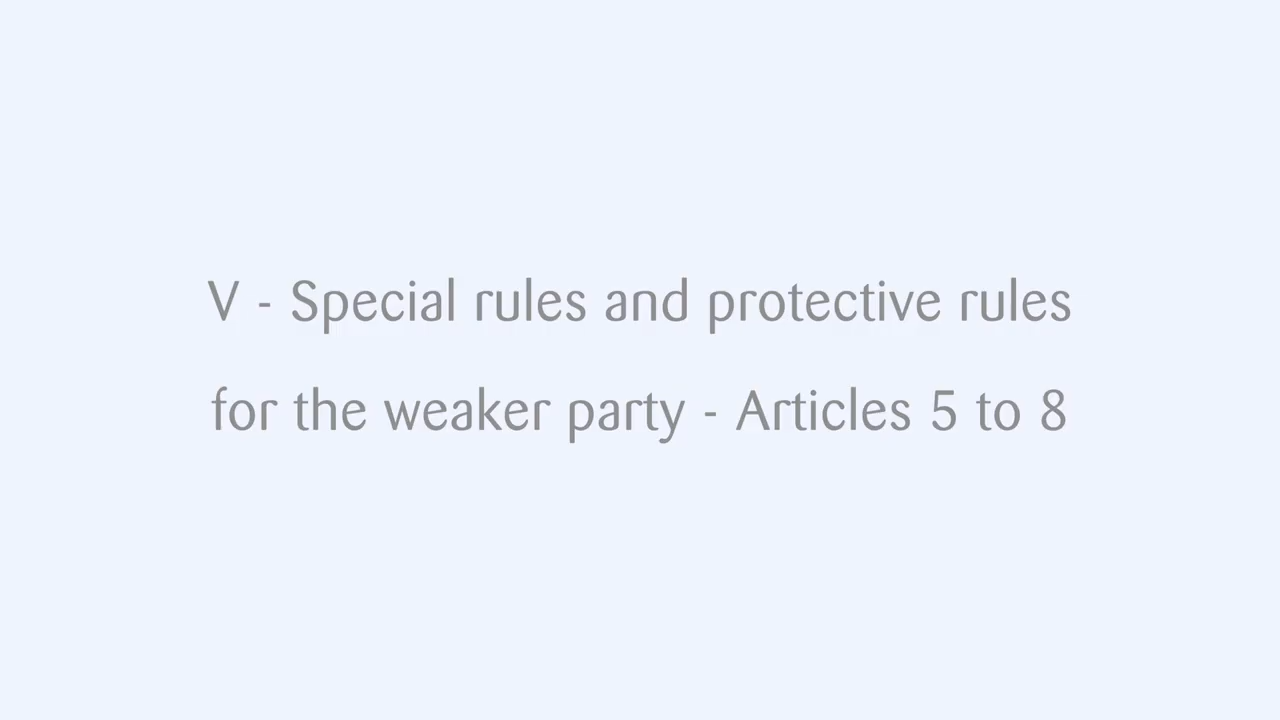 V - Special rules and protective rules
for the weaker party - Articles 5 to 8